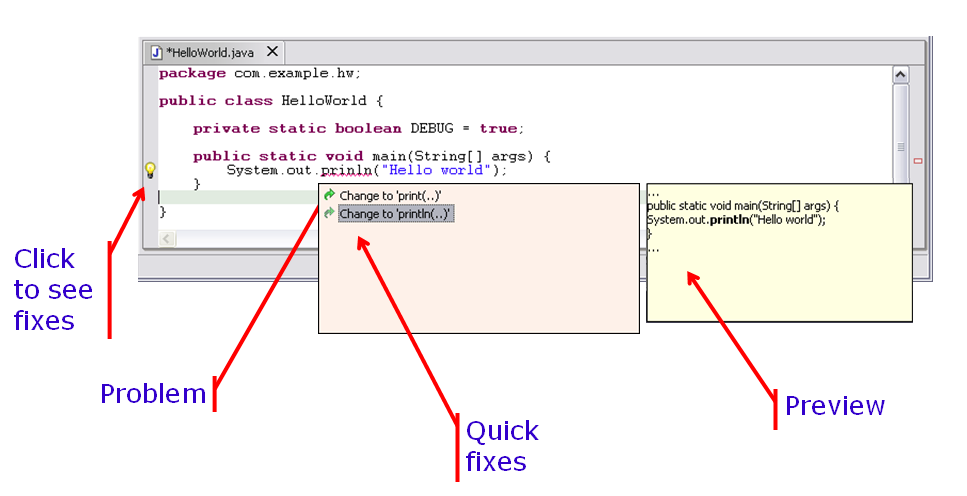 *HelloWorld.java
package com.example.hw;
public class HelloWorld {
private static boolean DEBUG = true;
public static void main(String[] args) {
System.out.prinln("Hello world");
}
}
Change to 'print(..)'
Change to 'println(..)'
...
public static void main(String[] args) {
System.out.println("Hello world");
}
...
Click
to see
fixes
Problem
Quick
fixes
Preview